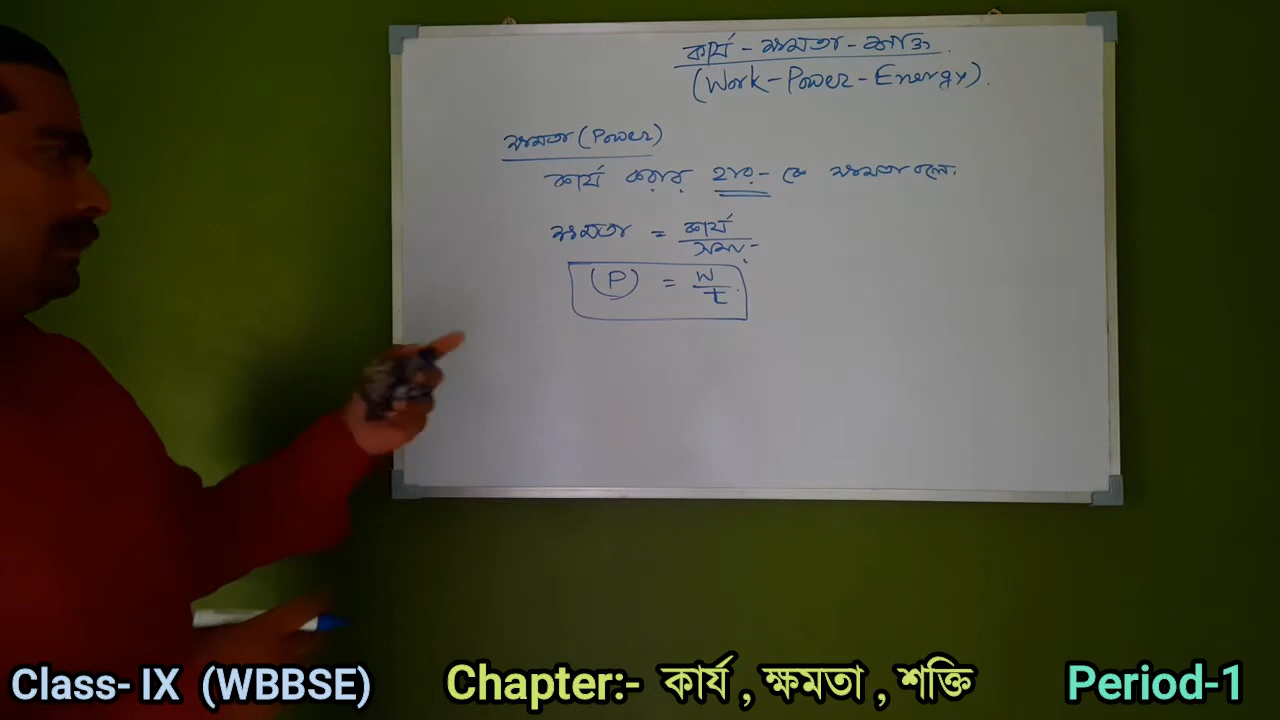 কার্য - ক্ষমতা - শক্তি.
(Work - Power - Energy).
ক্ষমতা (Power)
কার্য করার হার - কে ক্ষমতা বলে.
ক্ষমতা = কার্য / সময়
(P) = W / t
Class- IX (WBBSE) Chapter:- কার্য , ক্ষমতা , শক্তি Period-1